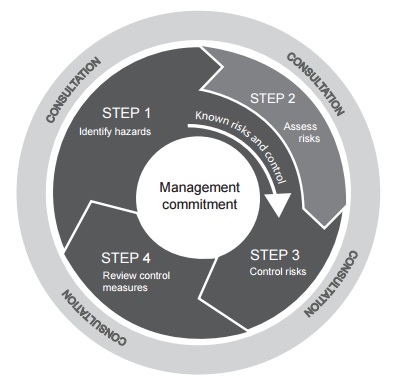 CONSULTATION
CONSULTATION
STEP 1
Identify hazards
STEP 2
Assess
risks
Known risks and control
Management
commitment
STEP 4
Review control
measures
STEP 3
Control risks
CONSULTATION
CONSULTATION